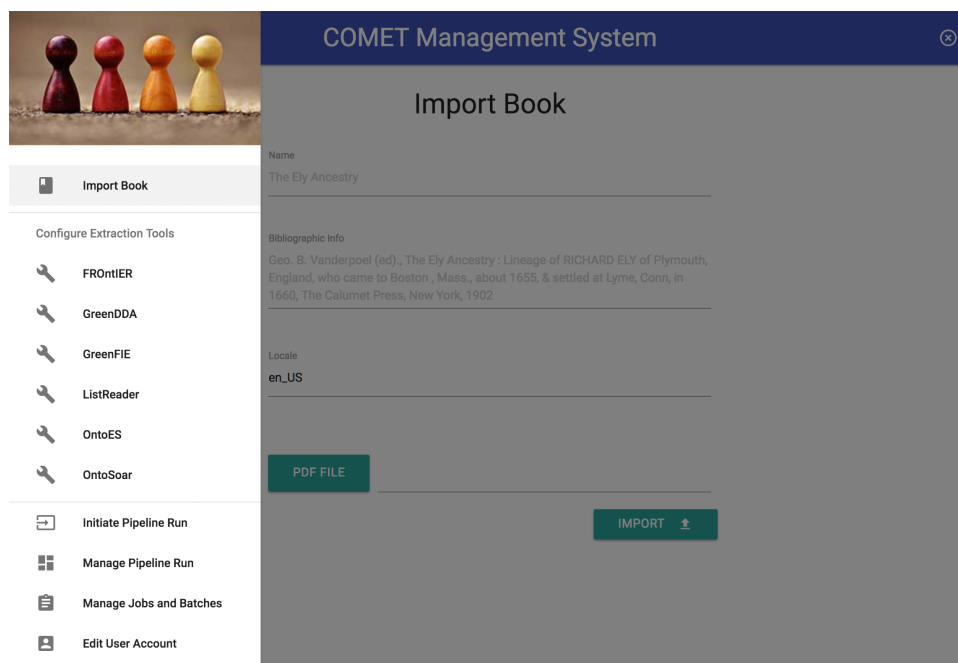 COMET Management System
Import Book
Name
The Ely Ancestry
Bibliographic Info
Geo. B. Vanderpoel (ed)., The Ely Ancestry : Lineage of RICHARD ELY of Plymouth,
England, who came to Boston , Mass., about 1655, & settled at Lyme, Conn, in
1660, The Calumet Press, New York, 1902
Locale
en_US
PDF FILE
IMPORT
Import Book
Configure Extraction Tools
FROntIER
GreenDDA
GreenFIE
ListReader
OntoES
OntoSoar
Initiate Pipeline Run
Manage Pipeline Run
Manage Jobs and Batches
Edit User Account